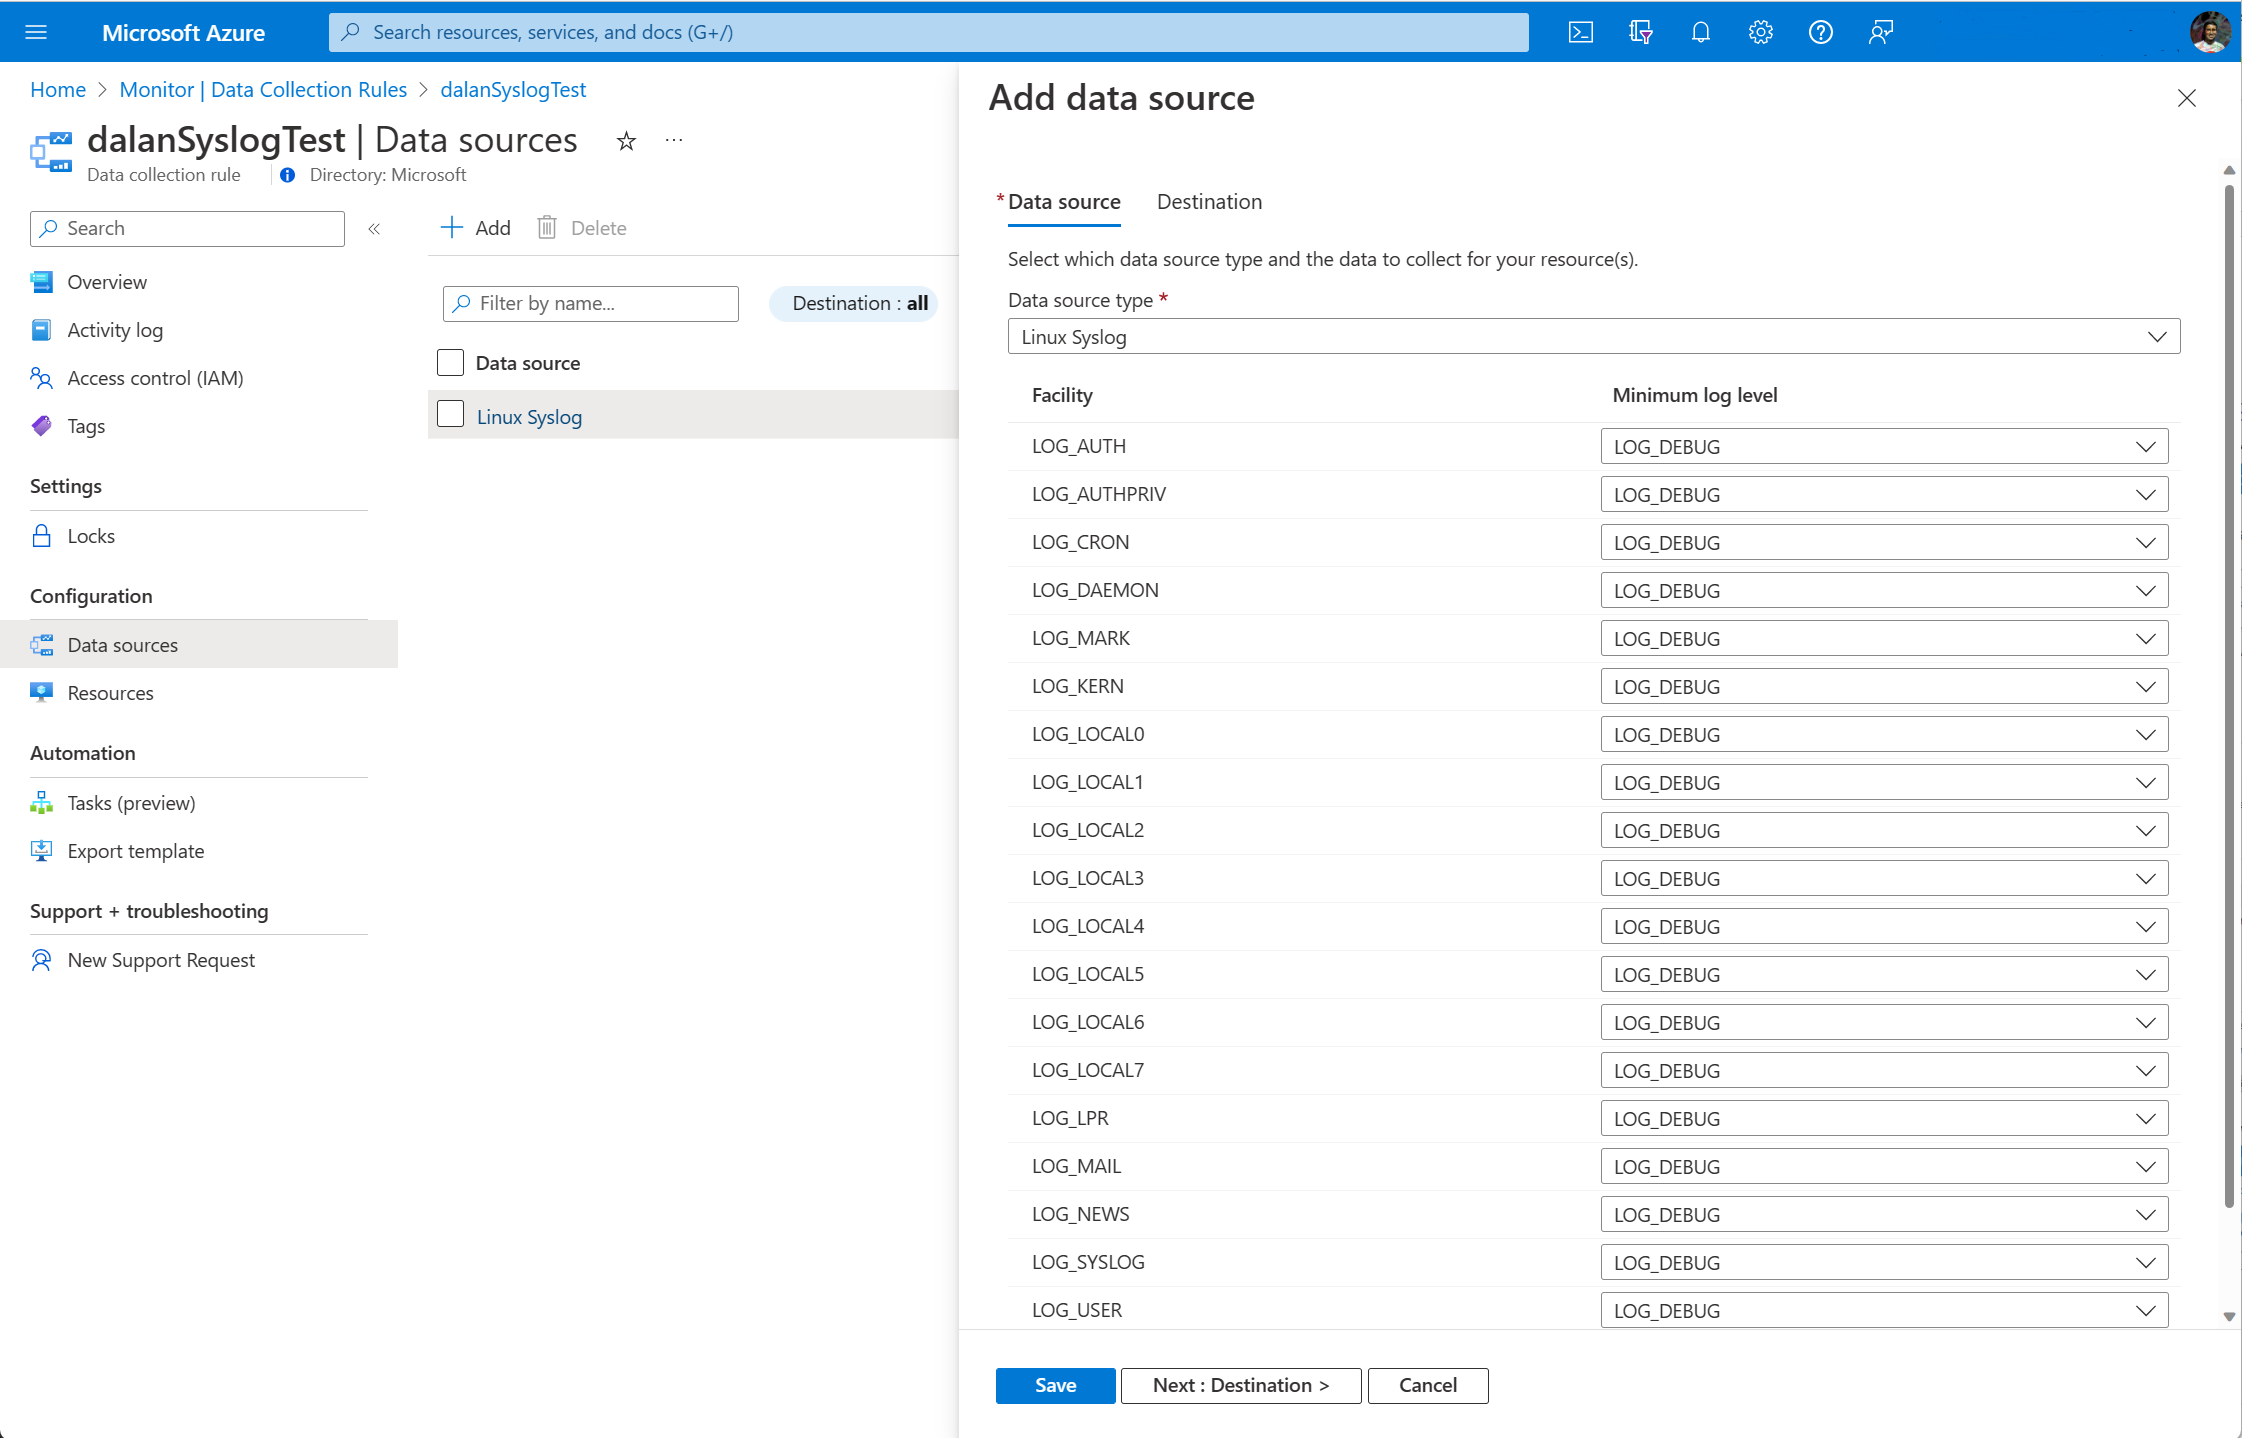 Microsoft Azure
Search resources, services, and docs (G+/)
Home > Monitor | Data Collection Rules > dalanSyslogTest
dalanSyslogTest | Data sources
Data collection rule
Directory: Microsoft
Search
Overview
Activity log
Access control (IAM)
Tags
Settings
Locks
Configuration
Data sources
Resources
Automation
Tasks (preview)
Export template
Support + troubleshooting
New Support Request
Add Delete
Filter by name...
Destination : all
Data source
Linux Syslog
Add data source
* Data source Destination
Select which data source type and the data to collect for your resource(s).
Data source type *
Linux Syslog
Facility Minimum log level
LOG_AUTH LOG_DEBUG
LOG_AUTHPRIV LOG_DEBUG
LOG_CRON LOG_DEBUG
LOG_DAEMON LOG_DEBUG
LOG_MARK LOG_DEBUG
LOG_KERN LOG_DEBUG
LOG_LOCAL0 LOG_DEBUG
LOG_LOCAL1 LOG_DEBUG
LOG_LOCAL2 LOG_DEBUG
LOG_LOCAL3 LOG_DEBUG
LOG_LOCAL4 LOG_DEBUG
LOG_LOCAL5 LOG_DEBUG
LOG_LOCAL6 LOG_DEBUG
LOG_LOCAL7 LOG_DEBUG
LOG_LPR LOG_DEBUG
LOG_MAIL LOG_DEBUG
LOG_NEWS LOG_DEBUG
LOG_SYSLOG LOG_DEBUG
LOG_USER LOG_DEBUG
Save Next : Destination > Cancel